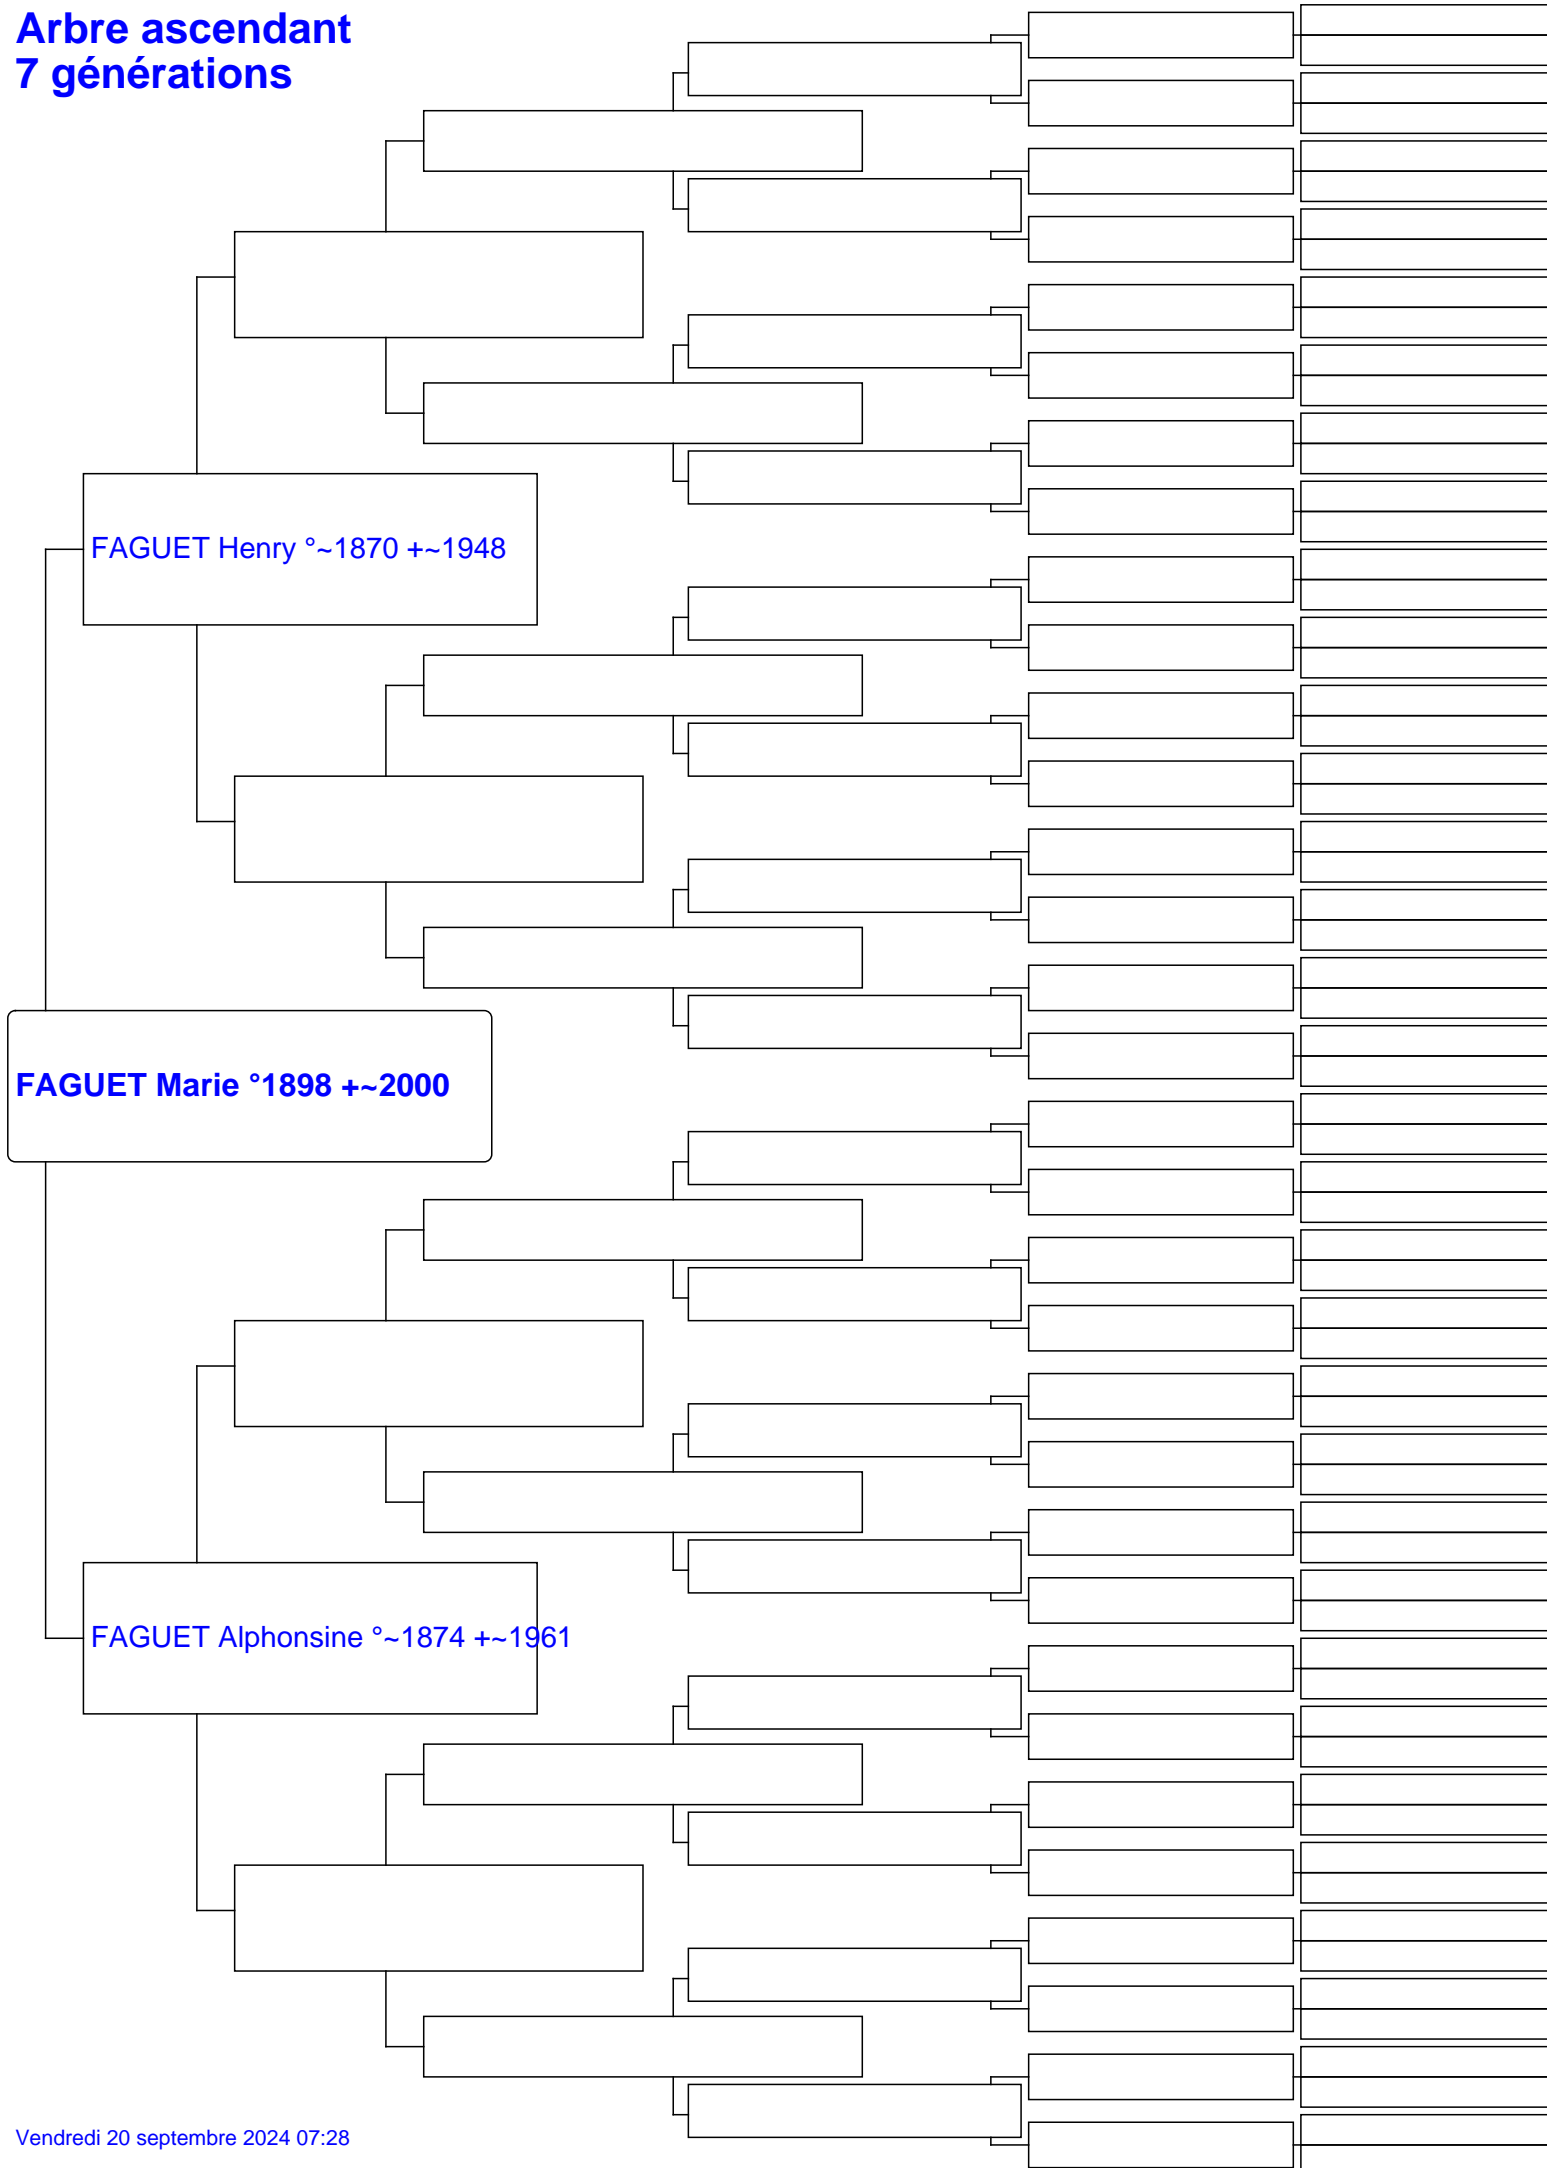 Arbre ascendant
7 générations
FAGUET Henry °~1870 +~1948
FAGUET Marie °1898 +~2000
FAGUET Alphonsine °~1874 +~1961
Vendredi 20 septembre 2024 07:28